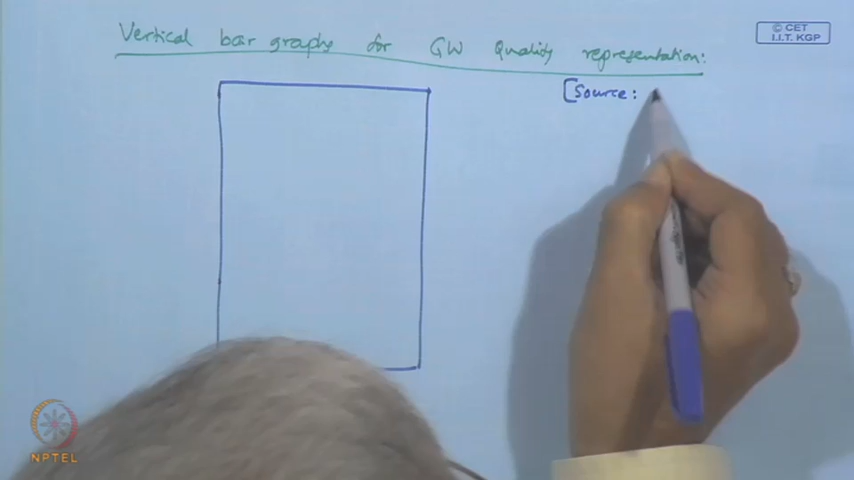 Vertical bar graphs for GW Quality representation:
© CET
I.I.T. KGP
[Source:
NPTEL